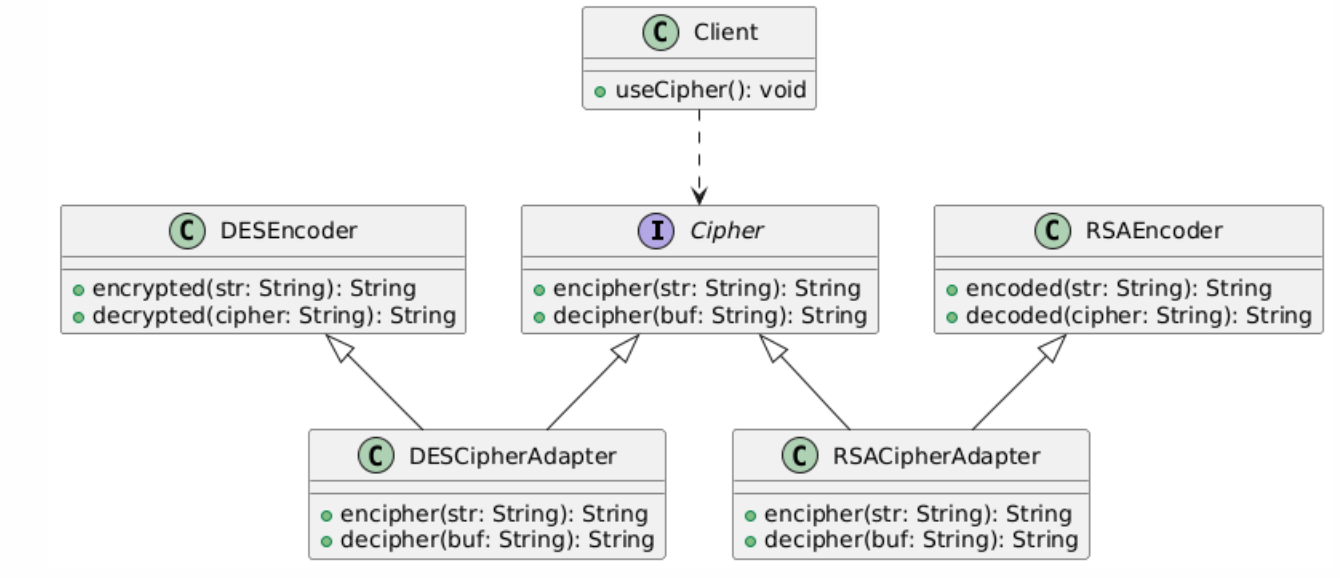 C Client
useCipher(): void
C DESEncoder
encrypted(str: String): String
decrypted(cipher: String): String
I Cipher
encipher(str: String): String
decipher(buf: String): String
C RSAEncoder
encoded(str: String): String
decoded(cipher: String): String
C DESCipherAdapter
encipher(str: String): String
decipher(buf: String): String
C RSACipherAdapter
encipher(str: String): String
decipher(buf: String): String